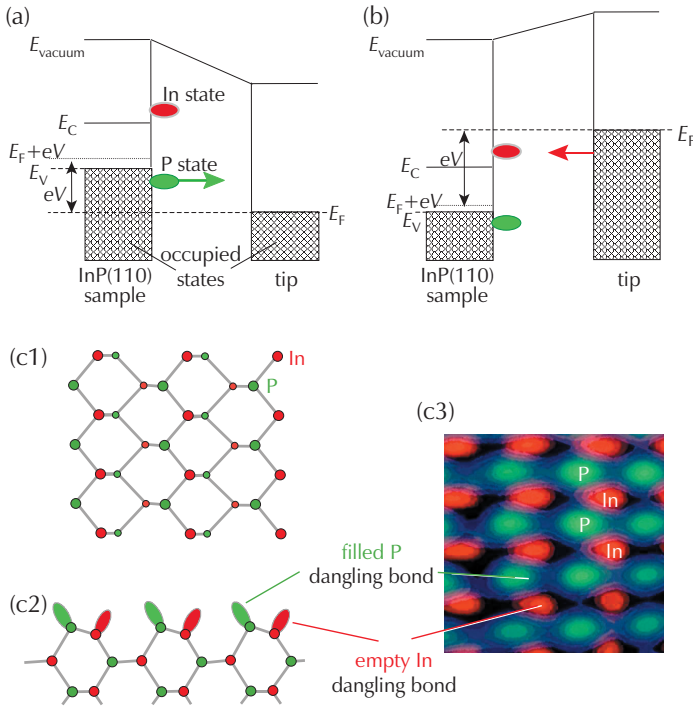 (a)
E_vacuum
In state
E_C
E_F+eV
P state
E_V
eV
E_F
occupied
states
InP(110)
sample
tip
(b)
E_F
eV
E_C
E_F+eV
E_V
InP(110)
sample
tip
(c1)
In
P
(c3)
P
In
P
In
filled P
dangling bond
(c2)
empty In
dangling bond